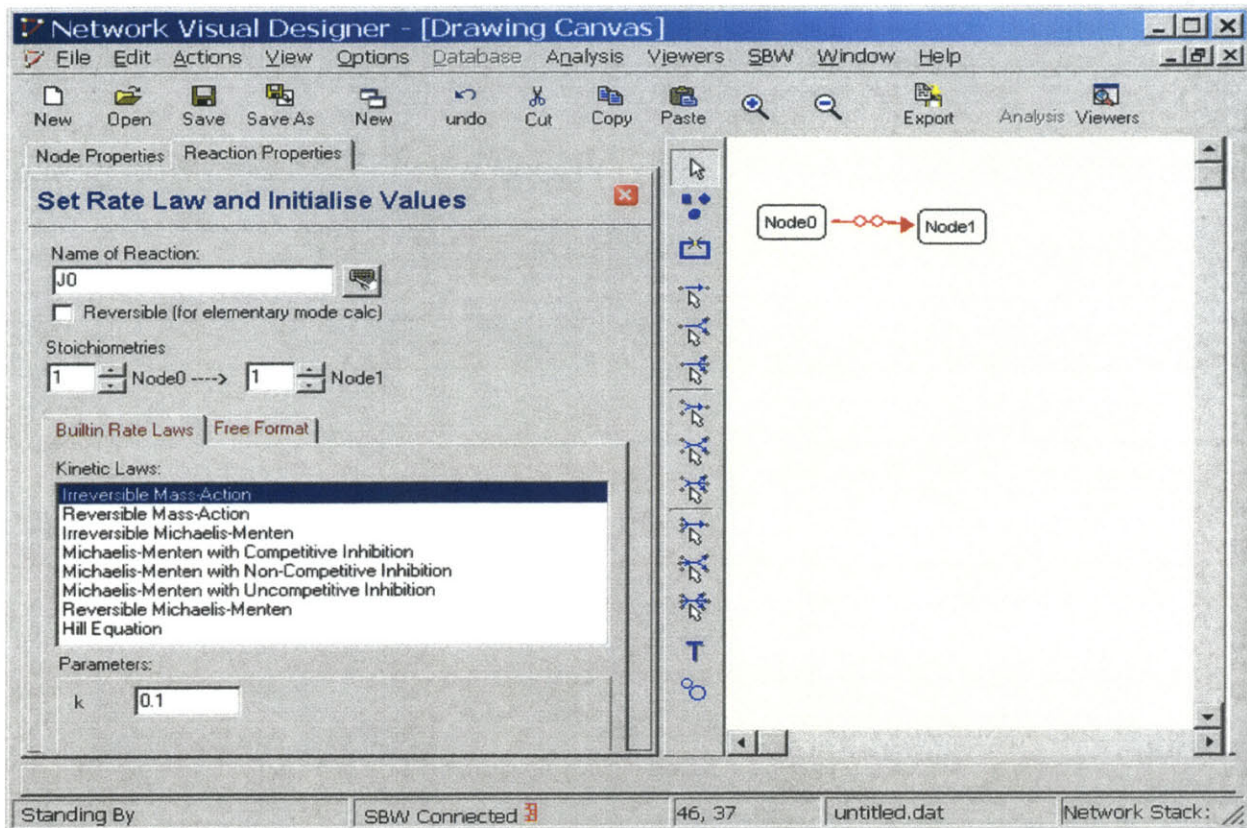 Network Visual Designer - [Drawing Canvas]
File Edit Actions View Options Database Analysis Viewers SBW Window Help
New Open Save Save As New undo Cut Copy Paste Export Analysis Viewers
Node Properties Reaction Properties
Set Rate Law and Initialise Values
Name of Reaction:
J0
Reversible (for elementary mode calc)
Stoichiometries
1 Node0 ----> 1 Node1
Builtin Rate Laws Free Format
Kinetic Laws:
Irreversible Mass-Action
Reversible Mass-Action
Irreversible Michaelis-Menten
Michaelis-Menten with Competitive Inhibition
Michaelis-Menten with Non-Competitive Inhibition
Michaelis-Menten with Uncompetitive Inhibition
Reversible Michaelis-Menten
Hill Equation
Parameters:
k 0.1
T
Node0 Node1
Standing By SBW Connected 46, 37 untitled.dat Network Stack: